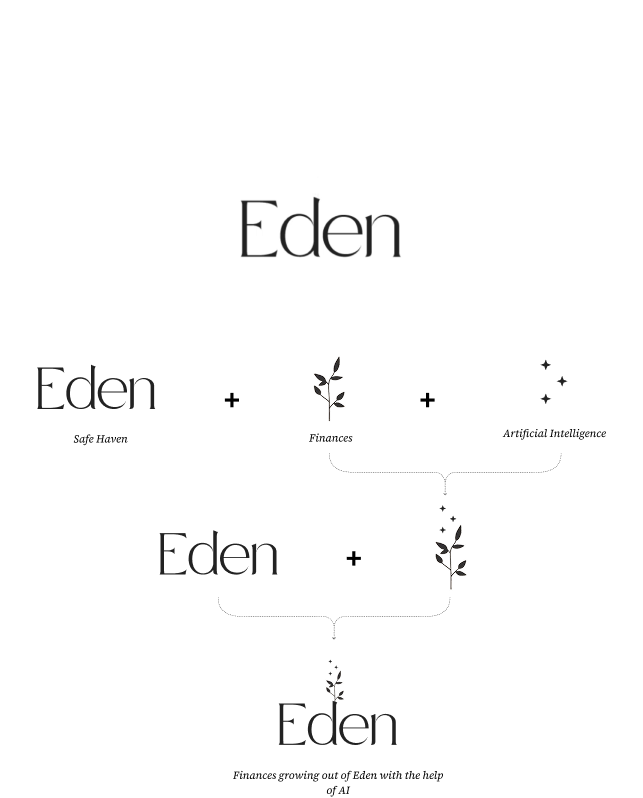 Eden
Eden + +
Safe Haven
Finances
Artificial Intelligence
Eden +
Eden
Finances growing out of Eden with the help
of AI